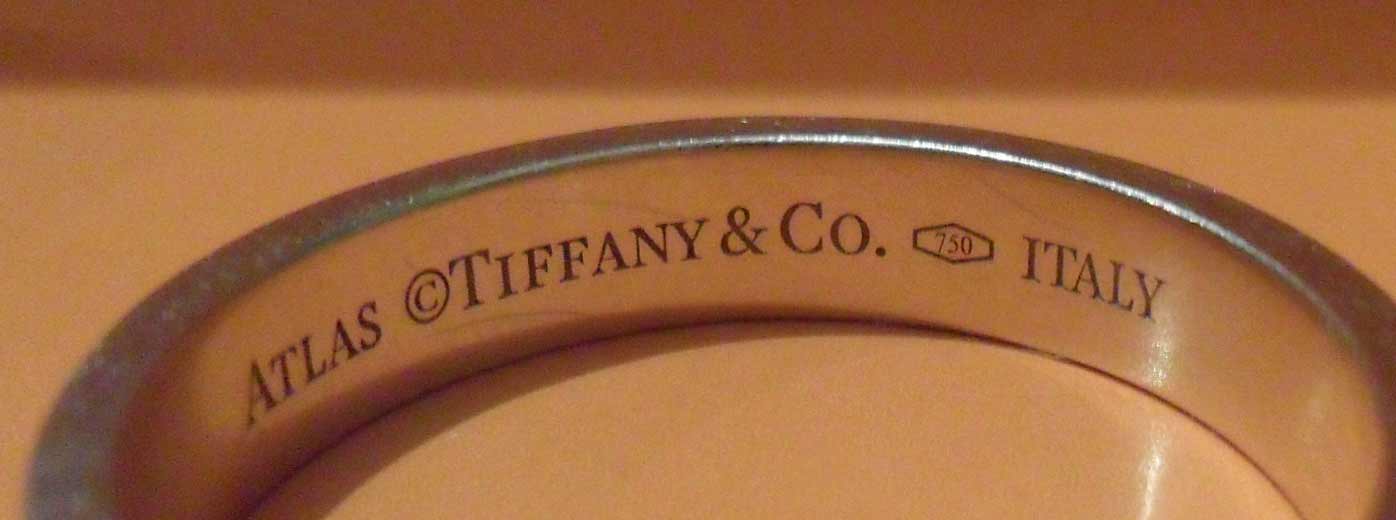 ATLAS ©TIFFANY & CO. 750 ITALY